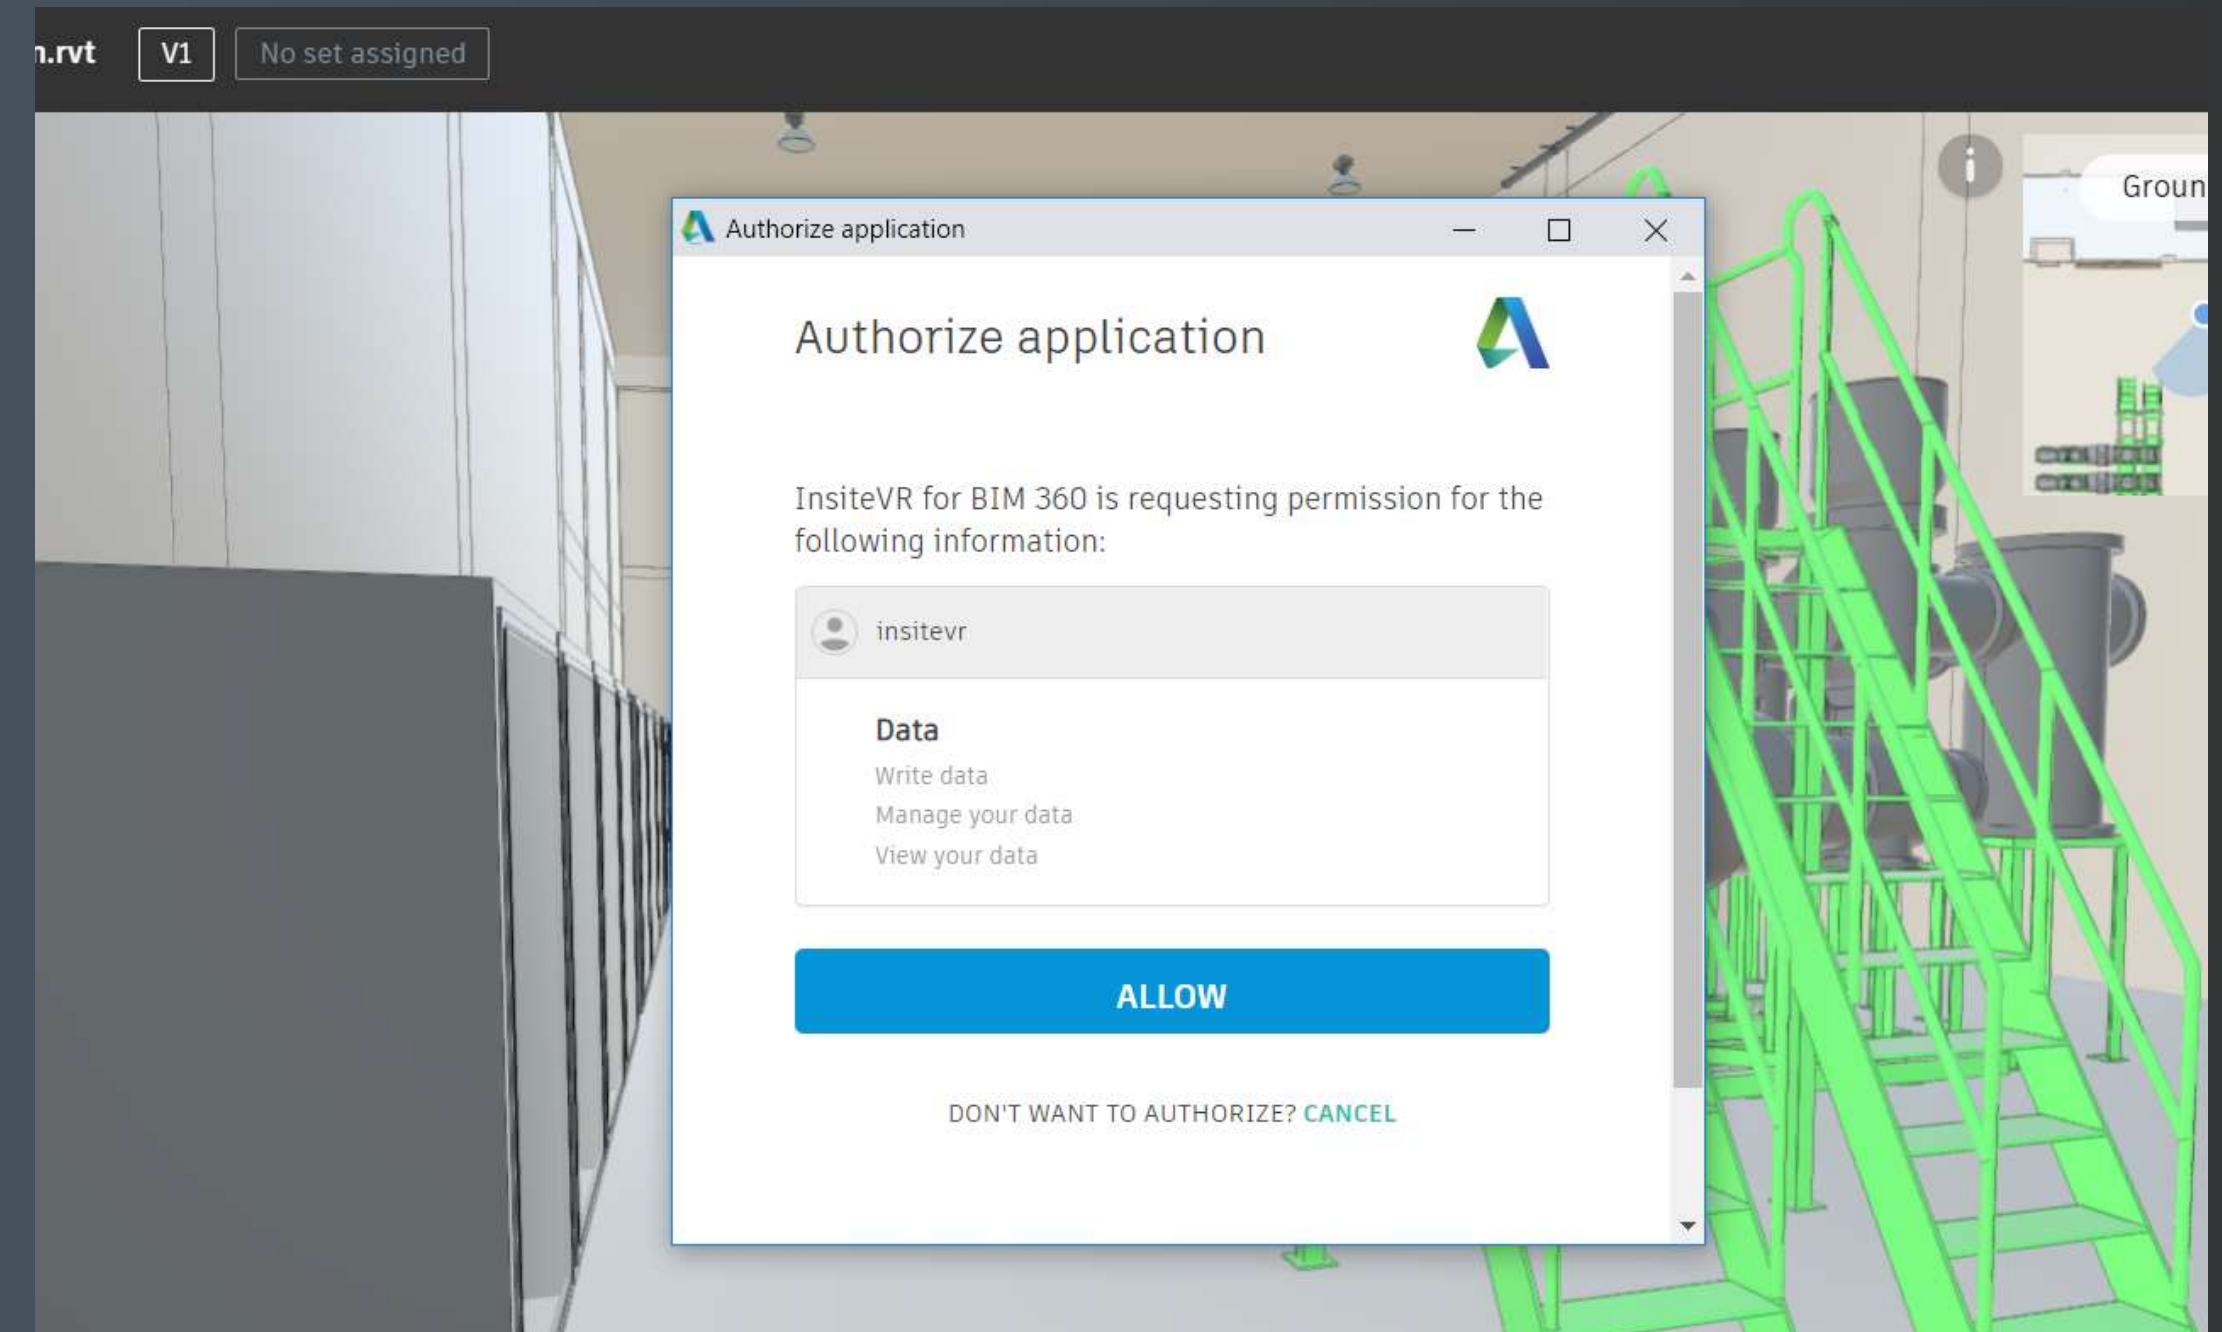 n.rvt V1 No set assigned
Groun
Authorize application
Authorize application
InsiteVR for BIM 360 is requesting permission for the
following information:
insitevr
Data
Write data
Manage your data
View your data
ALLOW
DON'T WANT TO AUTHORIZE? CANCEL